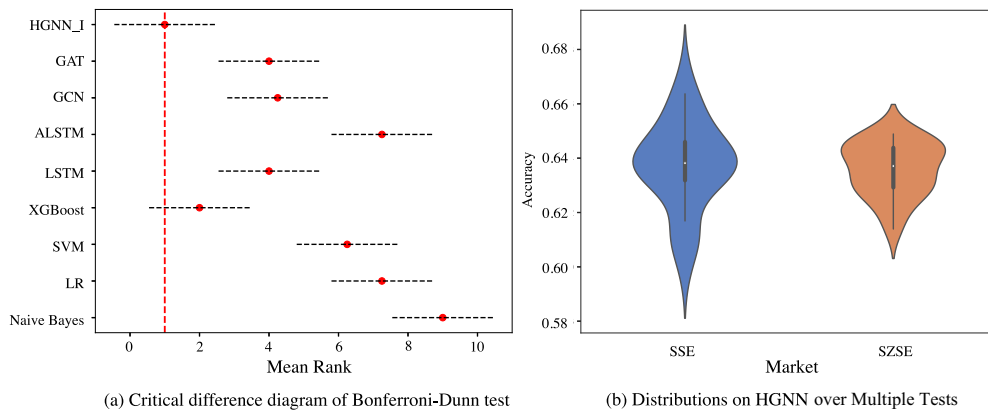 HGNN_I
GAT
GCN
ALSTM
LSTM
XGBoost
SVM
LR
Naive Bayes
0 2 4 6 8 10
Mean Rank
(a) Critical difference diagram of Bonferroni-Dunn test
0.68
0.66
0.64
0.62
0.60
0.58
Accuracy
SSE SZSE
Market
(b) Distributions on HGNN over Multiple Tests